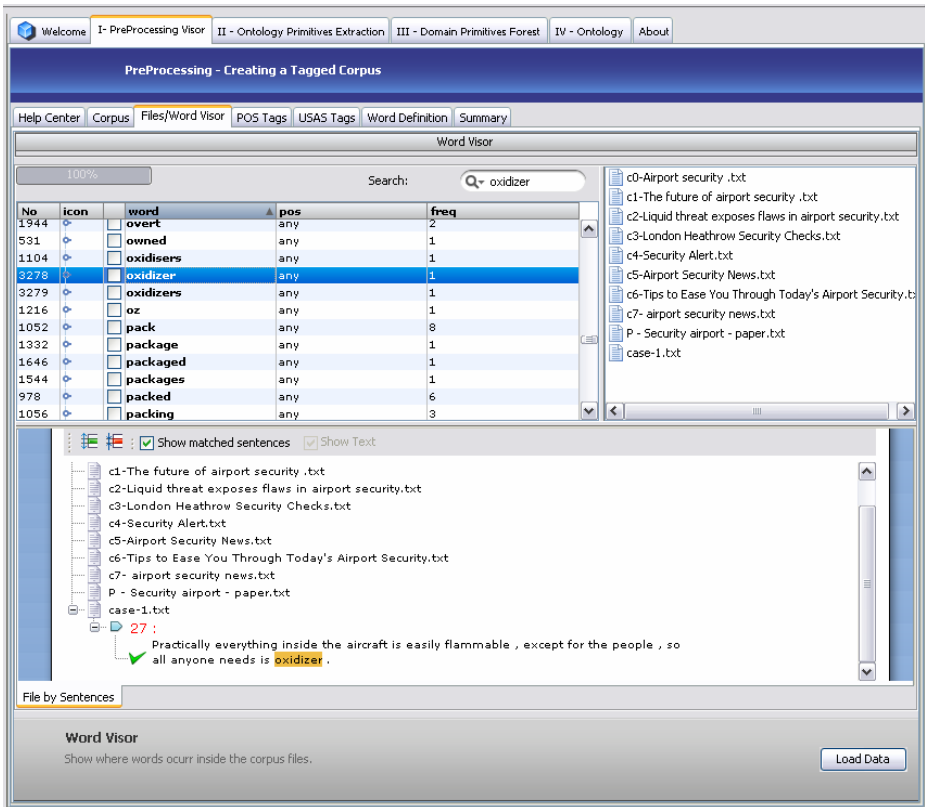 Welcome I- PreProcessing Visor II - Ontology Primitives Extraction III - Domain Primitives Forest IV - Ontology About
PreProcessing - Creating a Tagged Corpus
Help Center Corpus Files/Word Visor POS Tags USAS Tags Word Definition Summary
Word Visor
100% Search: oxidizer
No icon word pos freq
1944 overt any 2
531 owned any 1
1104 oxidisers any 1
3278 oxidizer any 1
3279 oxidizers any 1
1216 oz any 1
1052 pack any 8
1332 package any 1
1646 packaged any 1
1544 packages any 1
978 packed any 6
1056 packing any 3
c0-Airport security .txt
c1-The future of airport security .txt
c2-Liquid threat exposes flaws in airport security.txt
c3-London Heathrow Security Checks.txt
c4-Security Alert.txt
c5-Airport Security News.txt
c6-Tips to Ease You Through Today's Airport Security.t
c7- airport security news.txt
P - Security airport - paper.txt
case-1.txt
Show matched sentences Show Text
c1-The future of airport security .txt
c2-Liquid threat exposes flaws in airport security.txt
c3-London Heathrow Security Checks.txt
c4-Security Alert.txt
c5-Airport Security News.txt
c6-Tips to Ease You Through Today's Airport Security.txt
c7- airport security news.txt
P - Security airport - paper.txt
case-1.txt
27 :
Practically everything inside the aircraft is easily flammable , except for the people , so
all anyone needs is oxidizer .
File by Sentences
Word Visor
Show where words ocurr inside the corpus files.
Load Data